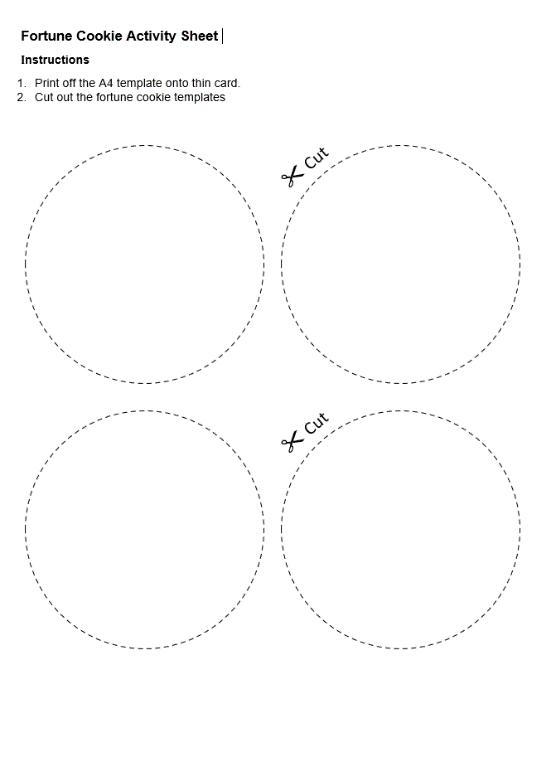 Fortune Cookie Activity Sheet
Instructions
1. Print off the A4 template onto thin card.
2. Cut out the fortune cookie templates
Cut
Cut